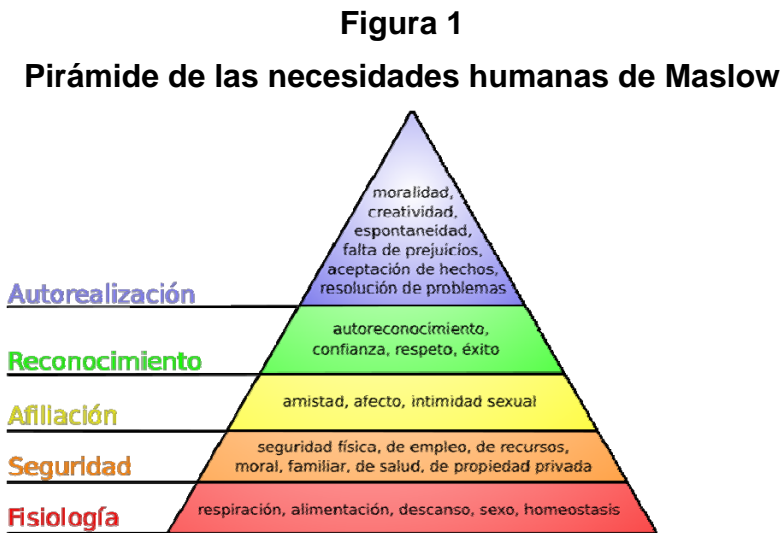 Figura 1
Pirámide de las necesidades humanas de Maslow
moralidad,
creatividad,
espontaneidad,
falta de prejuicios,
aceptación de hechos,
resolución de problemas
Autorealización
autoreconocimiento,
confianza, respeto, éxito
Reconocimiento
amistad, afecto, intimidad sexual
Afiliación
seguridad física, de empleo, de recursos,
moral, familiar, de salud, de propiedad privada
Seguridad
respiración, alimentación, descanso, sexo, homeostasis
Fisiología